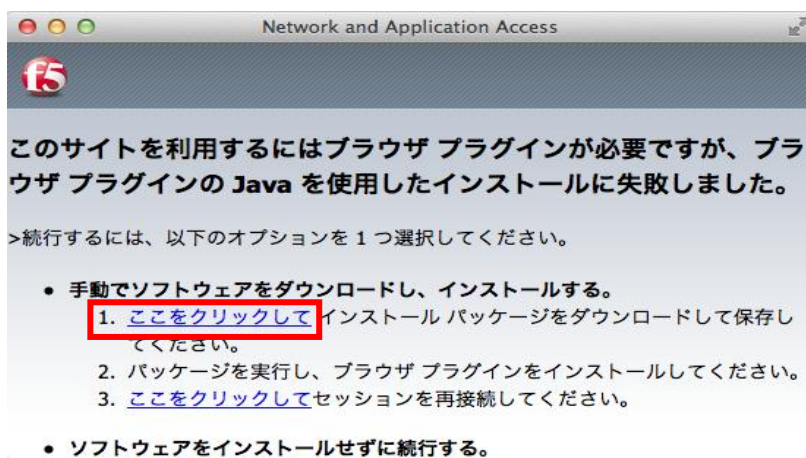 Network and Application Access
f5
このサイトを利用するにはブラウザ プラグインが必要ですが、ブラ
ウザ プラグインの Java を使用したインストールに失敗しました。
>続行するには、以下のオプションを 1 つ選択してください。
• 手動でソフトウェアをダウンロードし、インストールする。
1. ここをクリックして インストール パッケージをダウンロードして保存し
てください。
2. パッケージを実行し、ブラウザ プラグインをインストールしてください。
3. ここをクリックしてセッションを再接続してください。
• ソフトウェアをインストールせずに続行する。